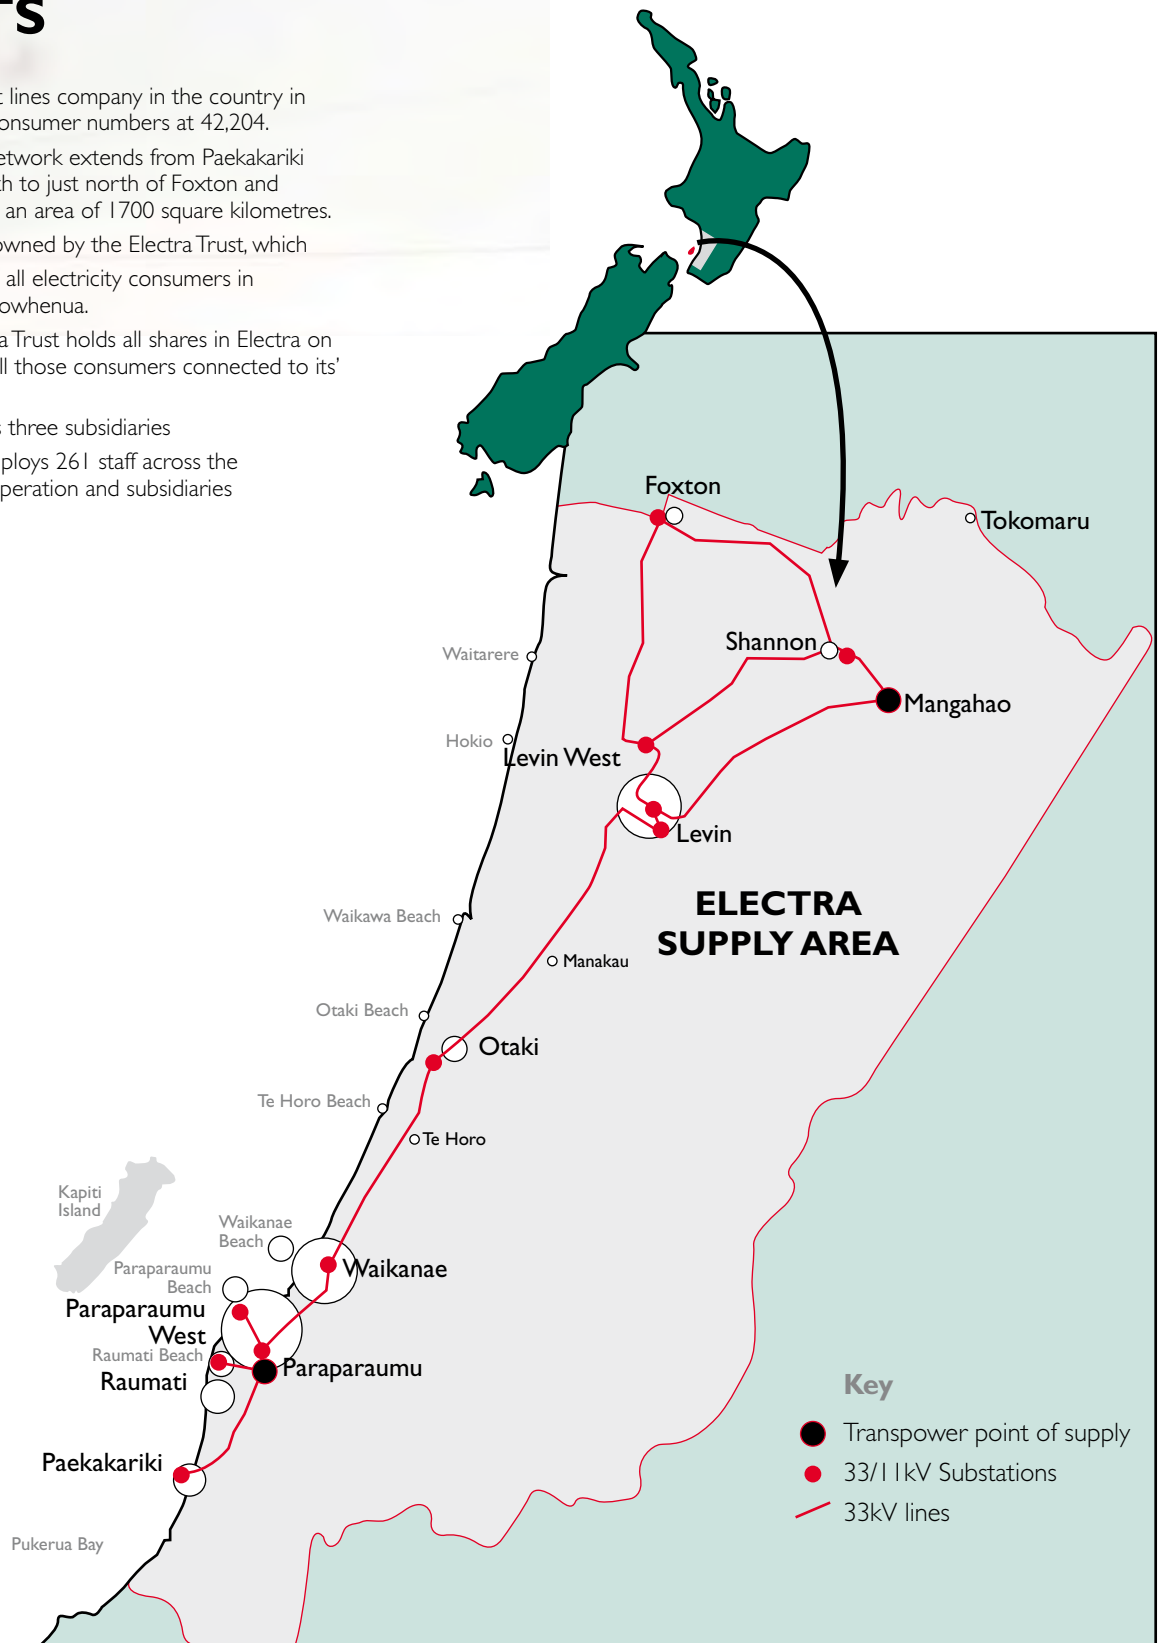 ts
t lines company in the country in
onsumer numbers at 42,204.
etwork extends from Paekakariki
th to just north of Foxton and
an area of 1700 square kilometres.
owned by the Electra Trust, which
all electricity consumers in
owhenua.
a Trust holds all shares in Electra on
ll those consumers connected to its'
s three subsidiaries
ploys 261 staff across the
peration and subsidiaries
Foxton
Tokomaru
Shannon
Waitarere
Mangahao
Hokio
Levin West
Levin
ELECTRA
SUPPLY AREA
Waikawa Beach
Manakau
Otaki Beach
Otaki
Te Horo Beach
Te Horo
Kapiti
Island
Waikanae
Beach
Waikanae
Paraparaumu
Beach
Paraparaumu
West
Raumati Beach
Paraparaumu
Raumati
Paekakariki
Pukerua Bay
Key
Transpower point of supply
33/11kV Substations
33kV lines